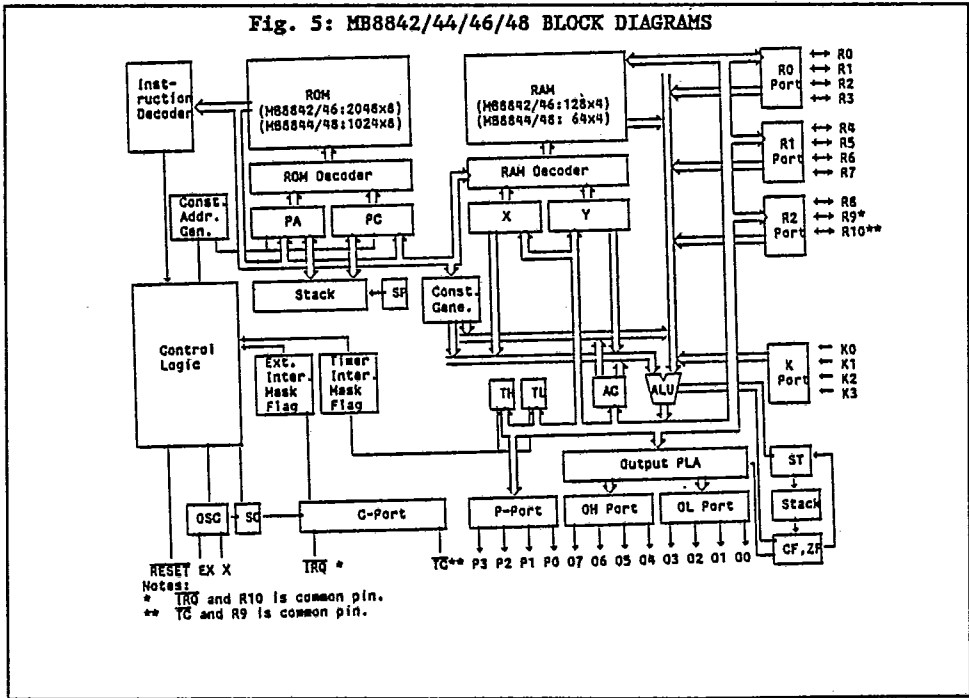 Fig. 5: MB8842/44/46/48 BLOCK DIAGRAMS
Inst-
ruction
Decoder
ROM
(MB8842/46:2048x8)
(MB8844/48:1024x8)
RAM
(MB8842/46:128x4)
(MB8844/48: 64x4)
R0
Port
R0
R1
R2
R3
R1
Port
R4
R5
R6
R7
R2
Port
R8
R9*
R10**
ROM Decoder
RAM Decoder
Const.
Addr.
Gen.
PA
PC
X
Y
Stack
SP
Const.
Gene.
Control
Logic
Ext.
Inter.
Mask
Flag
Timer
Inter.
Mask
Flag
TH
TL
AC
ALU
K
Port
K0
K1
K2
K3
Output PLA
ST
Stack
CF,ZF
OSC
SC
C-Port
P-Port
OH Port
OL Port
RESET EX X
IRQ *
TC**
P3 P2 P1 P0 O7 O6 O5 O4 O3 O2 O1 O0
Notes:
* IRQ and R10 is common pin.
** TC and R9 is common pin.